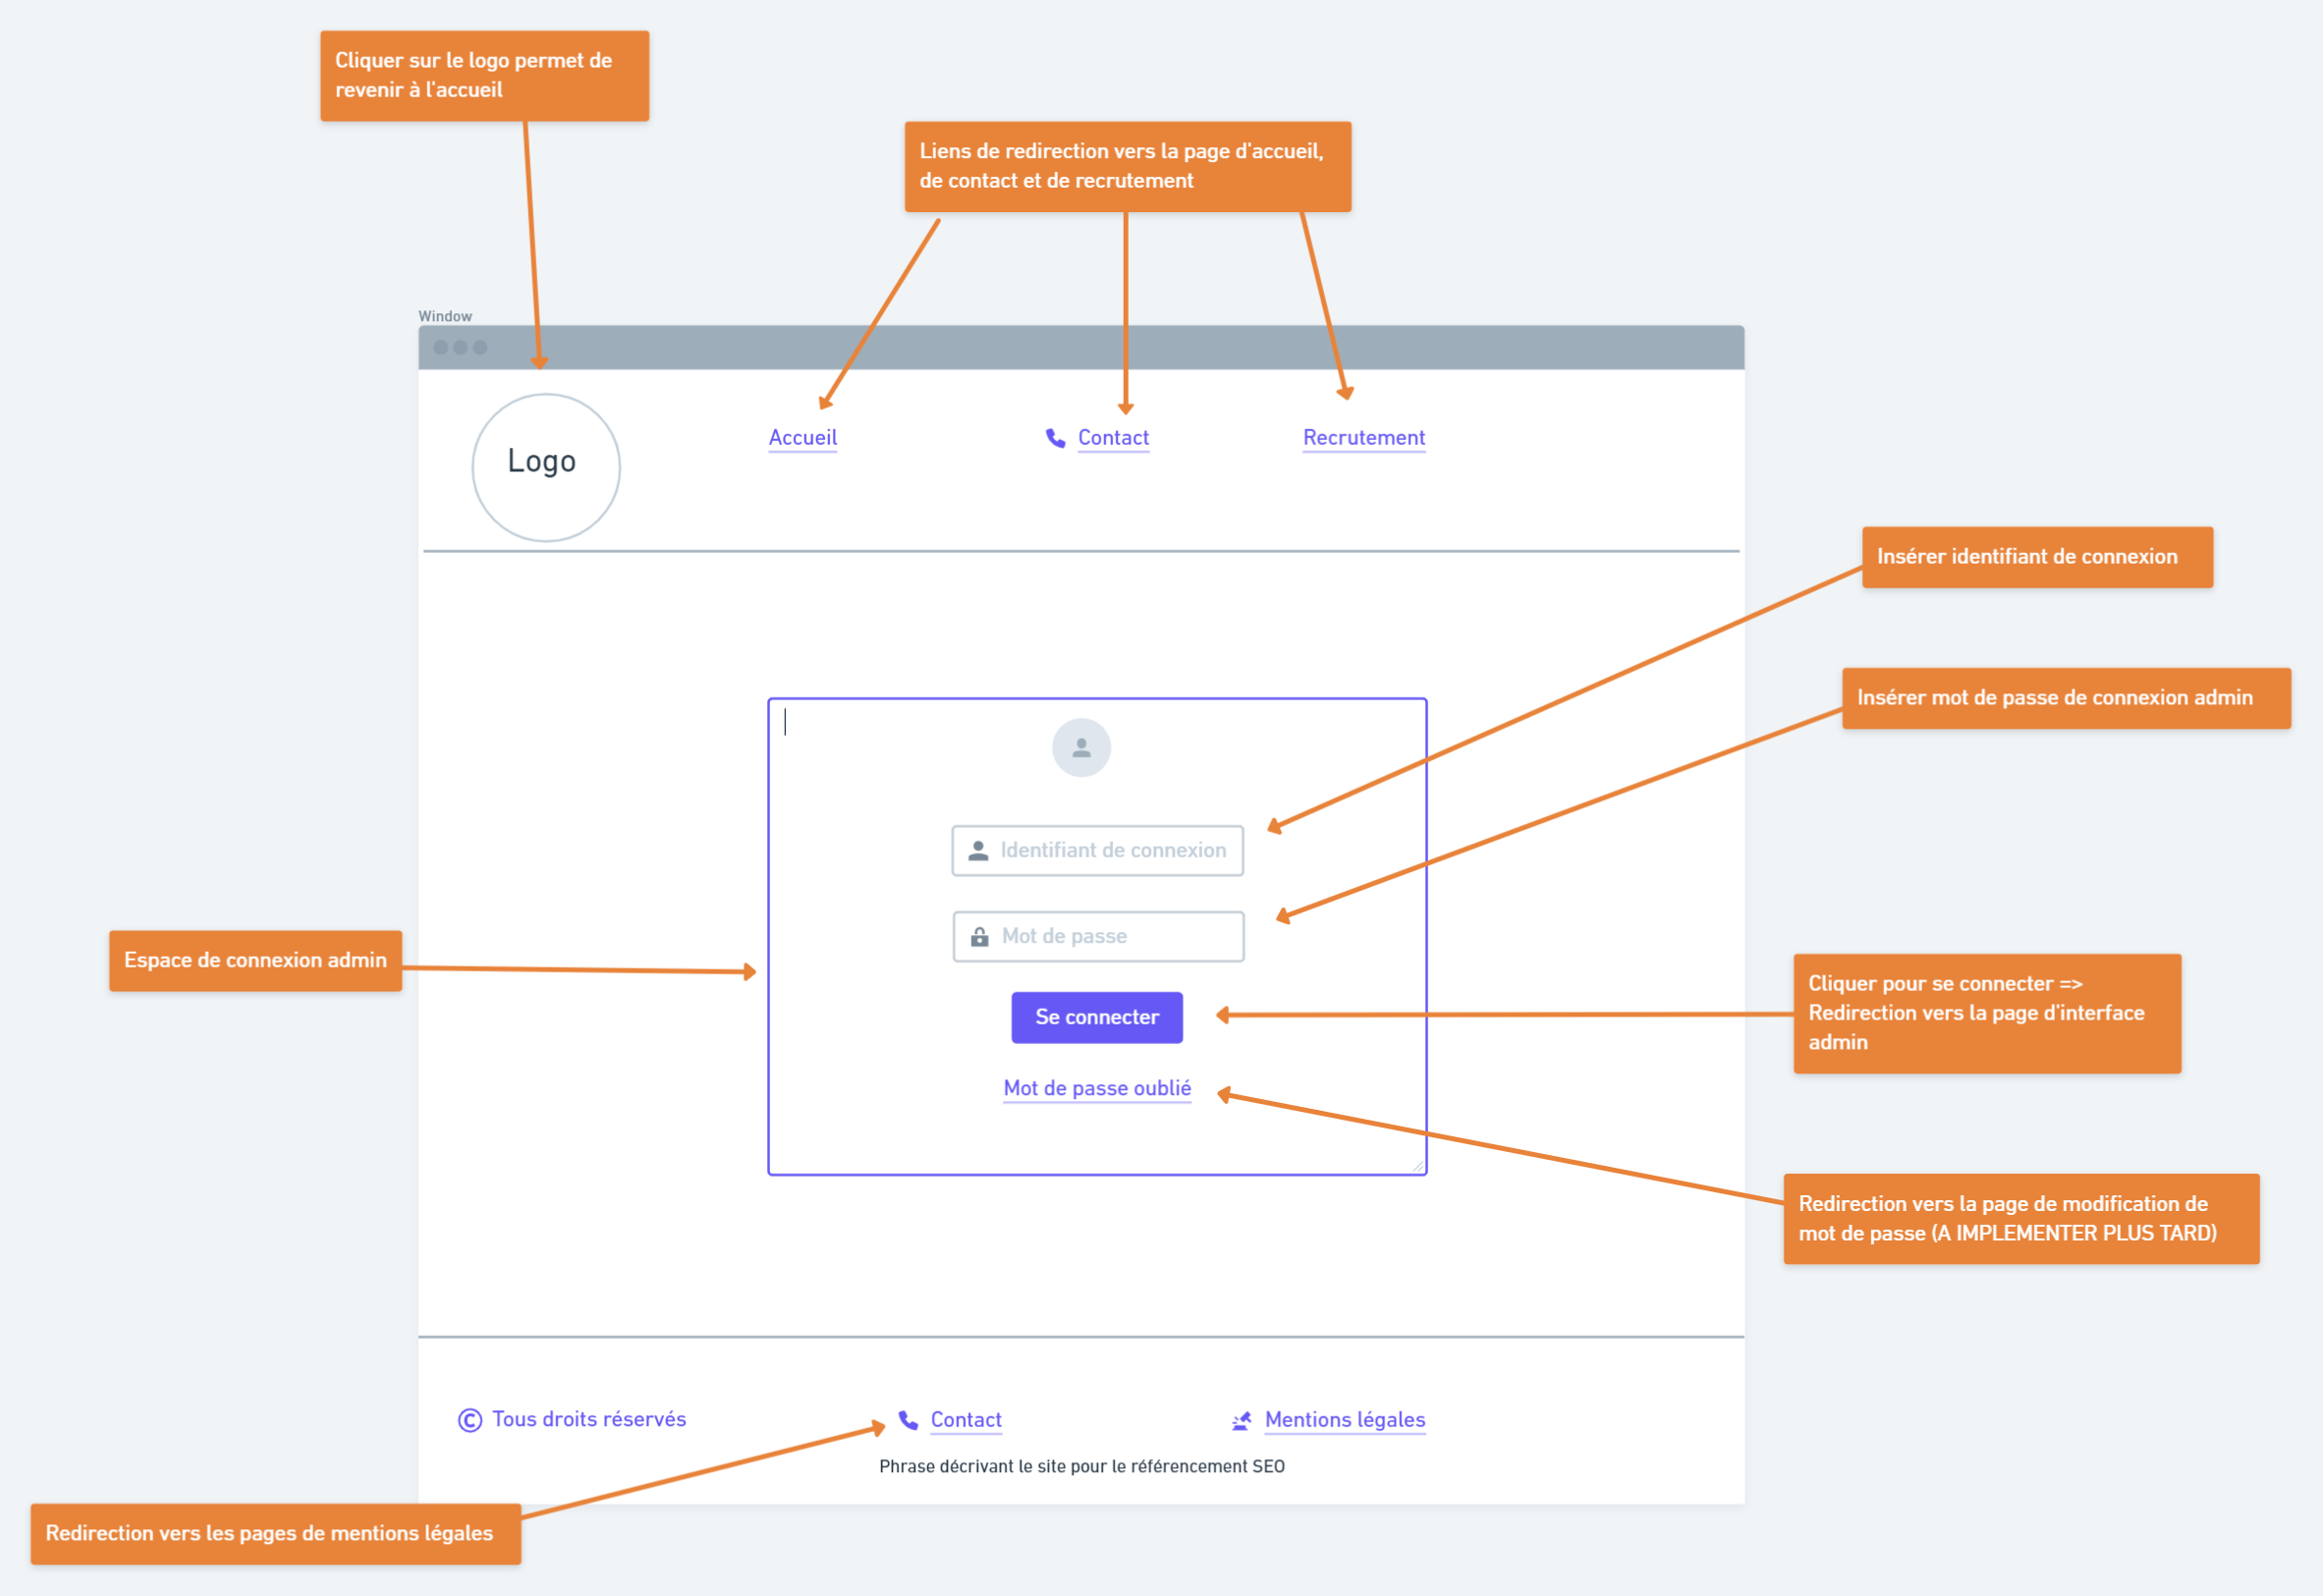 Cliquer sur le logo permet de
revenir à l'accueil
Liens de redirection vers la page d'accueil,
de contact et de recrutement
Window
Logo
Accueil
Contact
Recrutement
Insérer identifiant de connexion
Insérer mot de passe de connexion admin
Identifiant de connexion
Mot de passe
Espace de connexion admin
Se connecter
Cliquer pour se connecter =>
Redirection vers la page d'interface
admin
Mot de passe oublié
Redirection vers la page de modification de
mot de passe (A IMPLEMENTER PLUS TARD)
© Tous droits réservés
Contact
Mentions légales
Phrase décrivant le site pour le référencement SEO
Redirection vers les pages de mentions légales